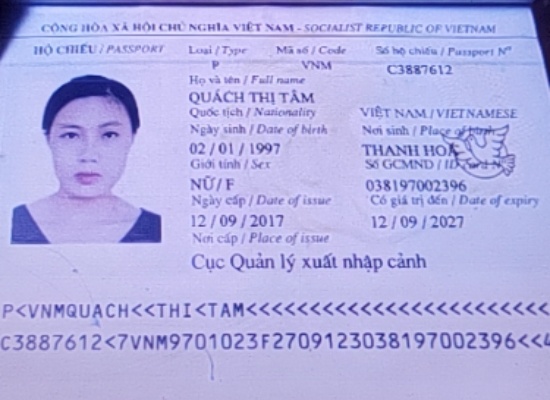 CỘNG HÒA XÃ HỘI CHỦ NGHĨA VIỆT NAM - SOCIALIST REPUBLIC OF VIETNAM
HỘ CHIẾU / PASSPORT Loại / Type Mã số / Code Số hộ chiếu / Passport Nº
P VNM C3887612
Họ và tên / Full name
QUÁCH THỊ TÂM
Quốc tịch / Nationality VIỆT NAM / VIETNAMESE
Ngày sinh / Date of birth Nơi sinh / Place of birth
02 / 01 / 1997 THANH HOÁ
Giới tính / Sex Số GCMND / ID Card Nº
NỮ / F 038197002396
Ngày cấp / Date of issue Có giá trị đến / Date of expiry
12 / 09 / 2017 12 / 09 / 2027
Nơi cấp / Place of issue
Cục Quản lý xuất nhập cảnh
P<VNMQUACH<<THI<TAM<<<<<<<<<<<<<<<<<<<<<<<<<
C3887612<7VNM9701023F2709123038197002396<<4